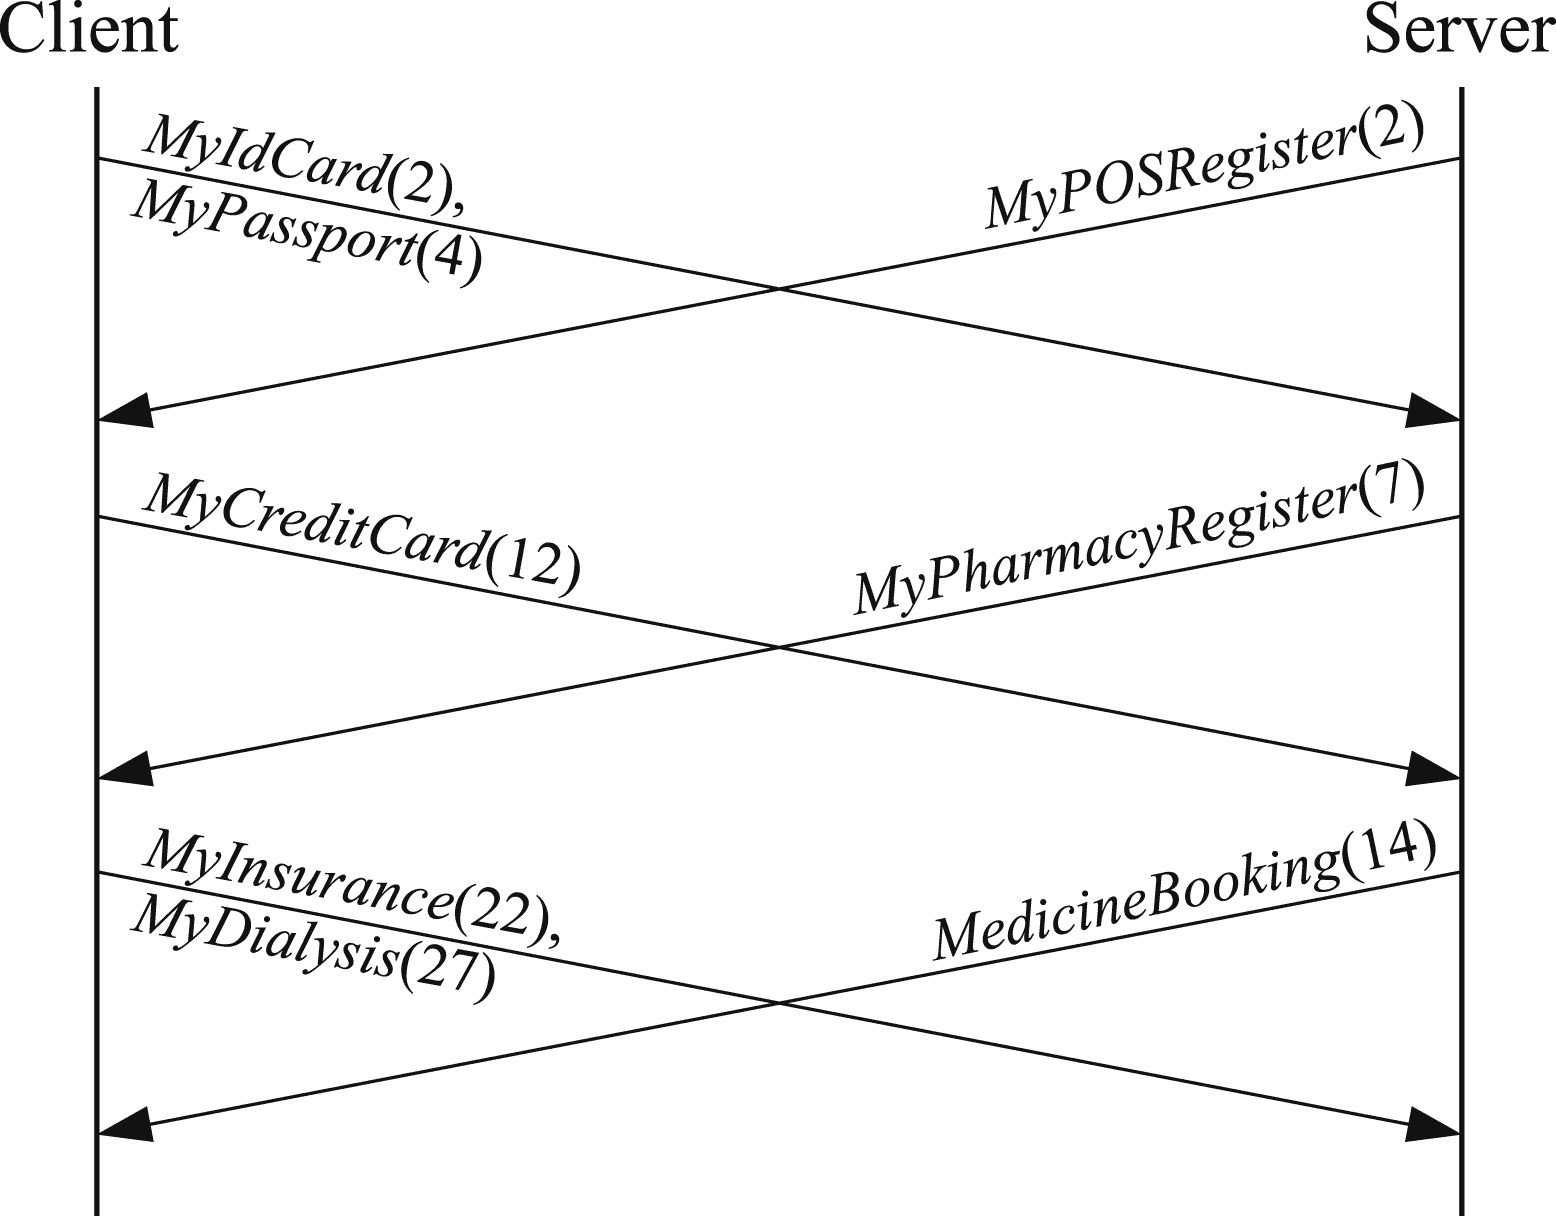 Client
Server
MyIdCard(2),
MyPassport(4)
MyPOSRegister(2)
MyCreditCard(12)
MyPharmacyRegister(7)
MyInsurance(22),
MyDialysis(27)
MedicineBooking(14)